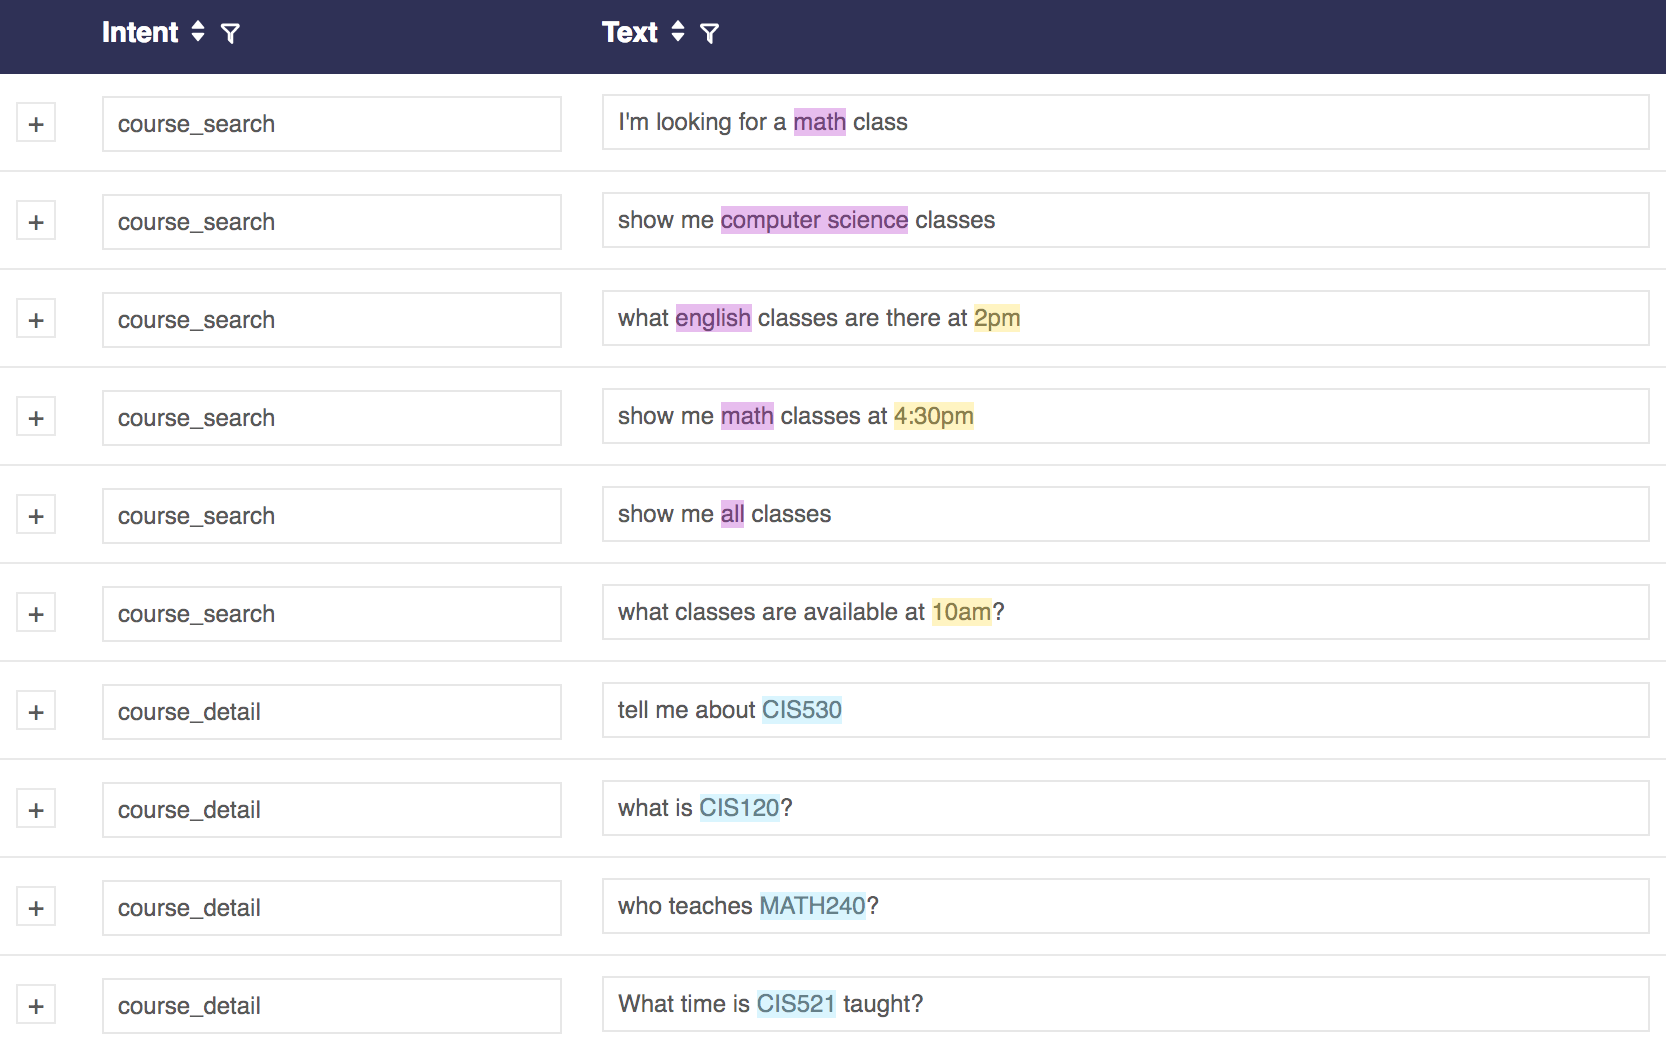 Intent Text
+ course_search I'm looking for a math class
+ course_search show me computer science classes
+ course_search what english classes are there at 2pm
+ course_search show me math classes at 4:30pm
+ course_search show me all classes
+ course_search what classes are available at 10am?
+ course_detail tell me about CIS530
+ course_detail what is CIS120?
+ course_detail who teaches MATH240?
+ course_detail What time is CIS521 taught?